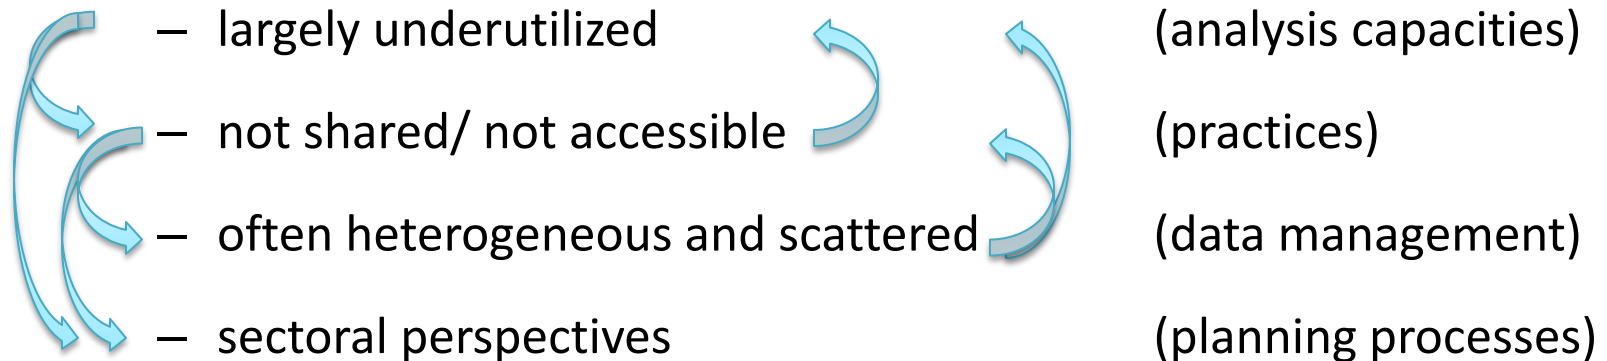 – largely underutilized (analysis capacities)
– not shared/ not accessible (practices)
– often heterogeneous and scattered (data management)
– sectoral perspectives (planning processes)